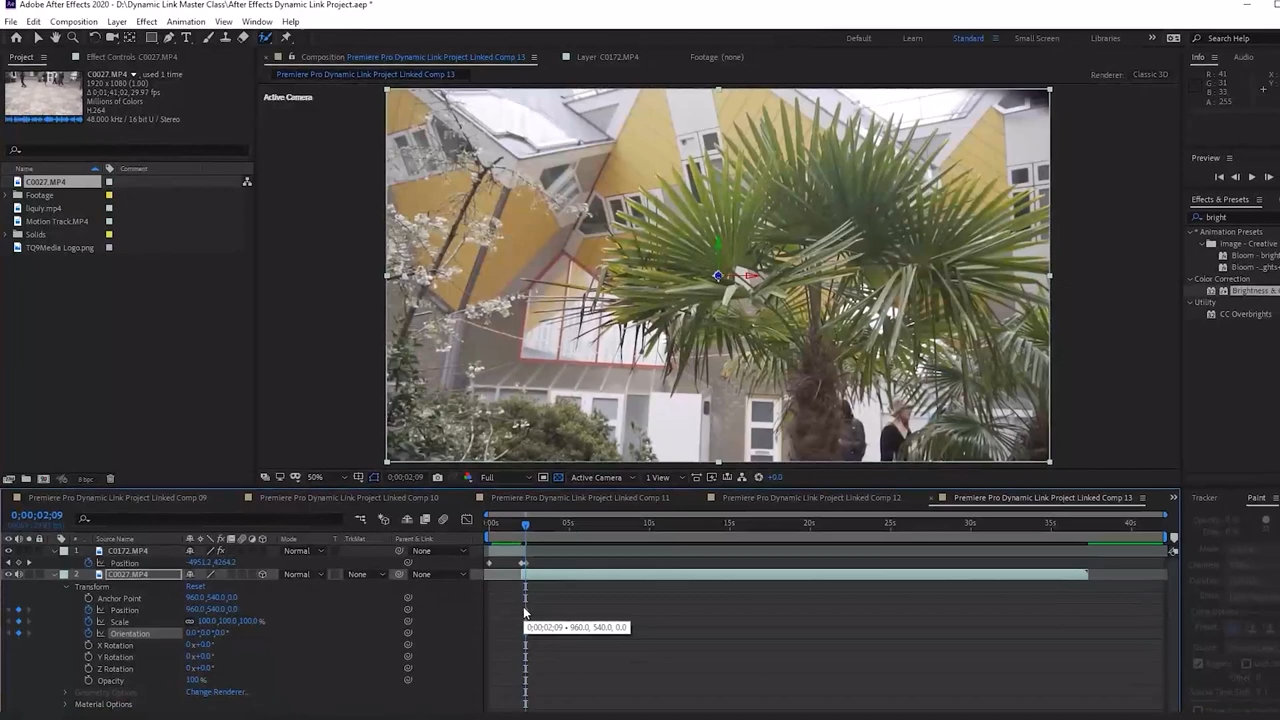 Adobe After Effects 2020 - D:\Dynamic Link Master Class\After Effects Dynamic Link Project.aep *
File Edit Composition Layer Effect Animation View Window Help
Default Learn Standard Small Screen Libraries Search Help
Project Effect Controls C0027.MP4 Composition Premiere Pro Dynamic Link Project Linked Comp 13 Layer C0172.MP4 Footage (none) Info Audio
Premiere Pro Dynamic Link Project Linked Comp 13 Renderer: Classic 3D
C0027.MP4 , used 1 time
1920 x 1080 (1.00)
Δ 0;01;41;02, 29.97 fps
Millions of Colors
H.264
48.000 kHz / 16 bit U / Stereo
R: 41
G: 31
B: 33
A: 255
Active Camera
Preview
Effects & Presets
bright
* Animation Presets
Image - Creative
Bloom - bright
Bloom - ..ghts
Color Correction
Brightness & C
Utility
CC Overbrights
Name Comment
C0027.MP4
Footage
liquiy.mp4
Motion Track.MP4
Solids
TQ9Media Logo.png
8 bpc
50% 0;00;02;09 Full Active Camera 1 View +0.0
Premiere Pro Dynamic Link Project Linked Comp 09 Premiere Pro Dynamic Link Project Linked Comp 10 Premiere Pro Dynamic Link Project Linked Comp 11 Premiere Pro Dynamic Link Project Linked Comp 12 Premiere Pro Dynamic Link Project Linked Comp 13 Tracker Paint
0;00;02;09
:00s 05s 10s 15s 20s 25s 30s 35s 40s
# Source Name Mode T TrkMat Parent & Link
1 C0172.MP4 Normal None
Position -4951.2,4264.2
2 C0027.MP4 Normal None None
Transform Reset
Anchor Point 960.0,540.0,0.0
Position 960.0,540.0,0.0
Scale 100.0,100.0,100.0%
Orientation 0.0°,0.0°,0.0°
X Rotation 0x+0.0°
Y Rotation 0x+0.0°
Z Rotation 0x+0.0°
Opacity 100%
Geometry Options Change Renderer...
Material Options
0;00;02;09 • 960.0, 540.0, 0.0